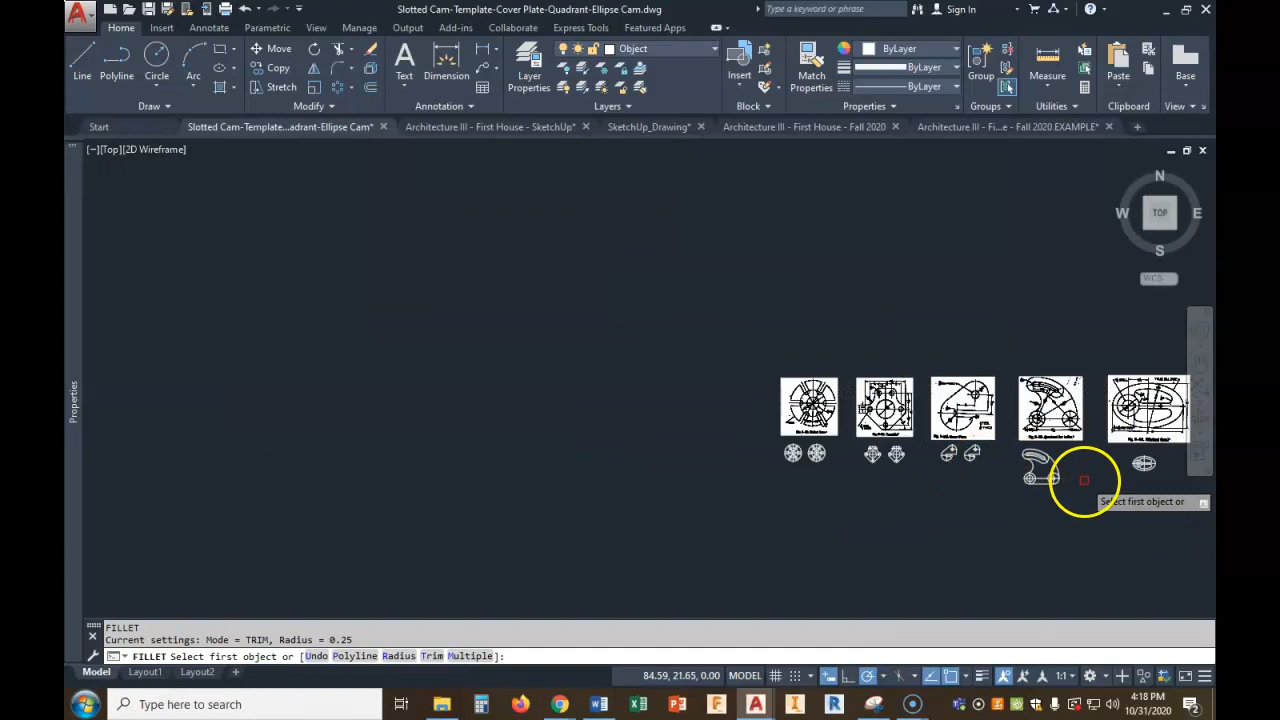 Slotted Cam-Template-Cover Plate-Quadrant-Ellipse Cam.dwg
Type a keyword or phrase
Sign In
Home Insert Annotate Parametric View Manage Output Add-ins Collaborate Express Tools Featured Apps
Line Polyline Circle Arc
Move
Copy
Stretch
Text Dimension
Layer Properties
Object
Insert
Match Properties
ByLayer
ByLayer
ByLayer
Group
Measure
Paste
Base
Draw Modify Annotation Layers Block Properties Groups Utilities Clipboard View
Start Slotted Cam-Template...adrant-Ellipse Cam* Architecture III - First House - SketchUp* SketchUp_Drawing* Architecture III - First House - Fall 2020 Architecture III - Fi...e - Fall 2020 EXAMPLE*
[−][Top][2D Wireframe]
N
W TOP E
S
WCS
Properties
Select first object or
FILLET
Current settings: Mode = TRIM, Radius = 0.25
FILLET Select first object or [Undo Polyline Radius Trim Multiple]:
Model Layout1 Layout2 +
84.59, 21.65, 0.00 MODEL 1:1
Type here to search
4:18 PM
10/31/2020